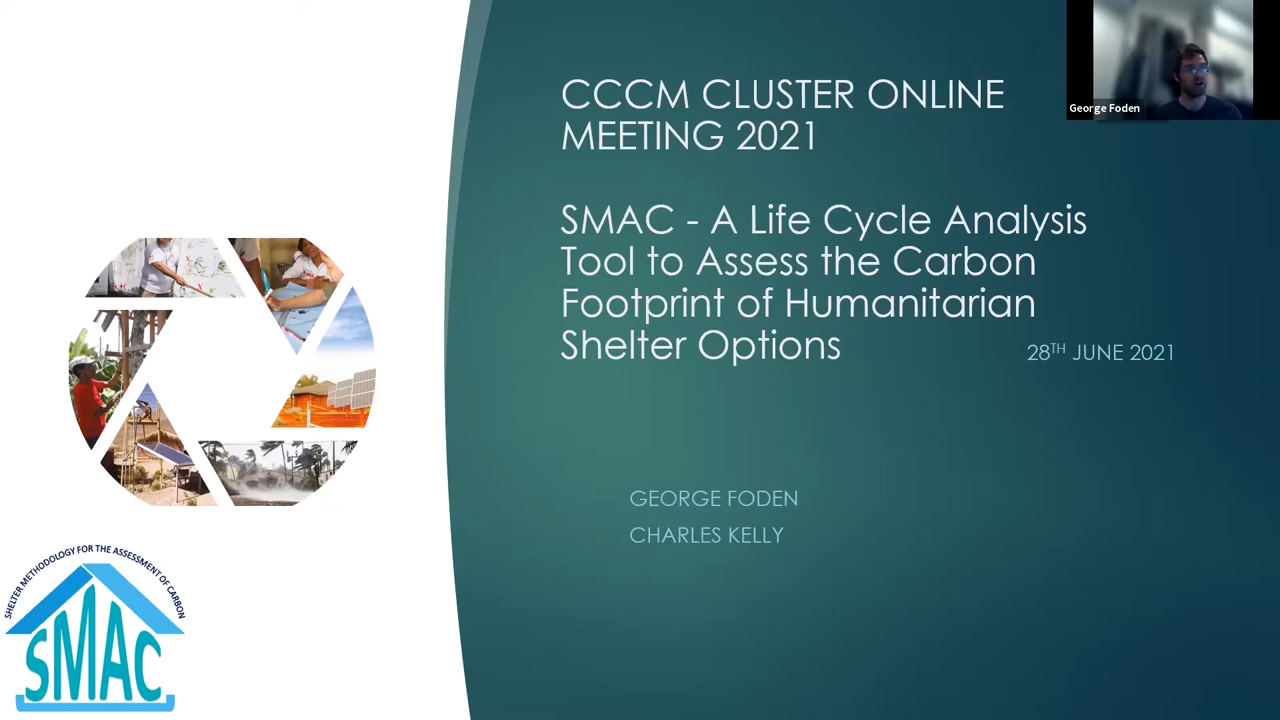 CCCM CLUSTER ONLINE
MEETING 2021
SMAC - A Life Cycle Analysis
Tool to Assess the Carbon
Footprint of Humanitarian
Shelter Options
28TH JUNE 2021
GEORGE FODEN
CHARLES KELLY
George Foden
SHELTER METHODOLOGY FOR THE ASSESSMENT OF CARBON
SMAC